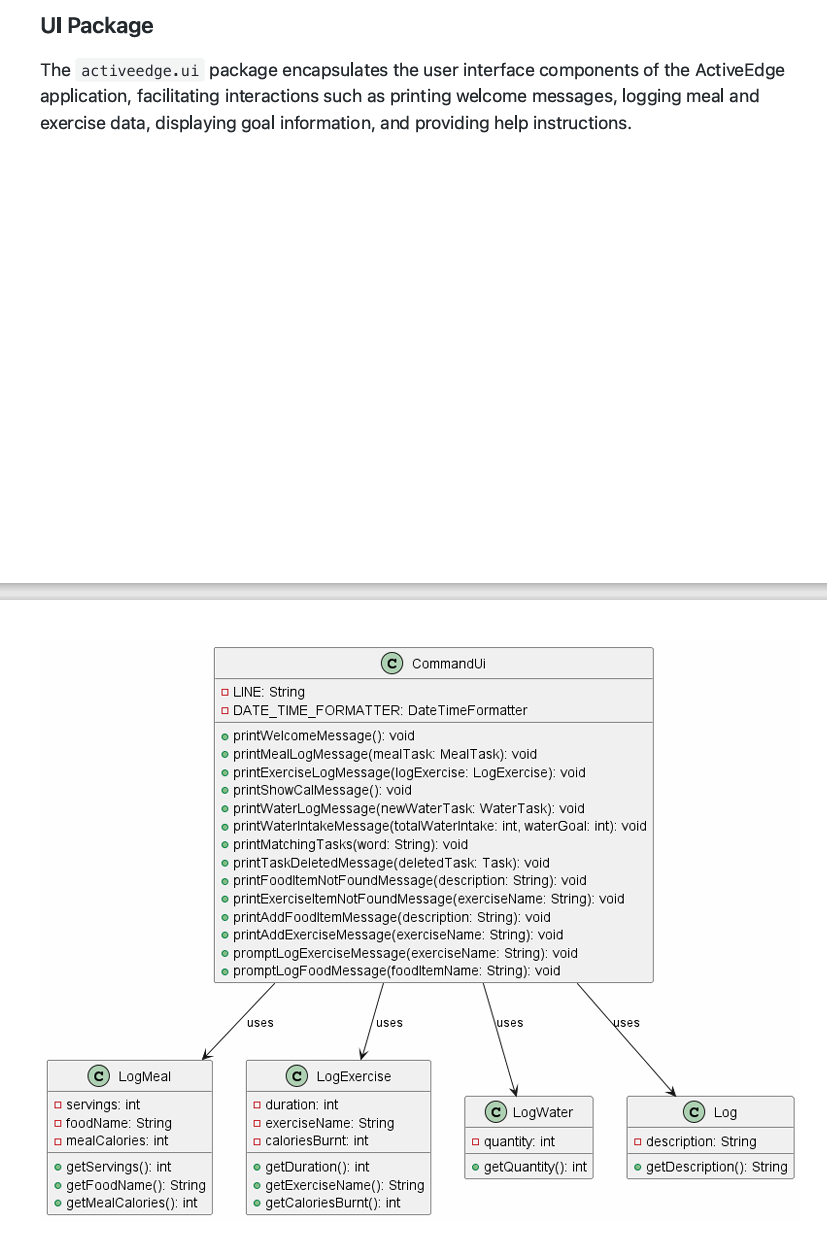 UI Package
The activeedge.ui package encapsulates the user interface components of the ActiveEdge
application, facilitating interactions such as printing welcome messages, logging meal and
exercise data, displaying goal information, and providing help instructions.
C CommandUi
LINE: String
DATE_TIME_FORMATTER: DateTimeFormatter
printWelcomeMessage(): void
printMealLogMessage(mealTask: MealTask): void
printExerciseLogMessage(logExercise: LogExercise): void
printShowCalMessage(): void
printWaterLogMessage(newWaterTask: WaterTask): void
printWaterIntakeMessage(totalWaterIntake: int, waterGoal: int): void
printMatchingTasks(word: String): void
printTaskDeletedMessage(deletedTask: Task): void
printFoodItemNotFoundMessage(description: String): void
printExerciseItemNotFoundMessage(exerciseName: String): void
printAddFoodItemMessage(description: String): void
printAddExerciseMessage(exerciseName: String): void
promptLogExerciseMessage(exerciseName: String): void
promptLogFoodMessage(foodItemName: String): void
uses
uses
uses
uses
C LogMeal
servings: int
foodName: String
mealCalories: int
getServings(): int
getFoodName(): String
getMealCalories(): int
C LogExercise
duration: int
exerciseName: String
caloriesBurnt: int
getDuration(): int
getExerciseName(): String
getCaloriesBurnt(): int
C LogWater
quantity: int
getQuantity(): int
C Log
description: String
getDescription(): String